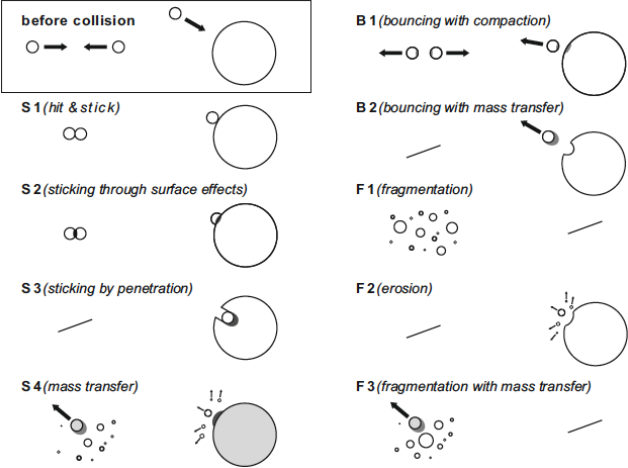 before collision
S 1 (hit & stick)
S 2 (sticking through surface effects)
S 3 (sticking by penetration)
S 4 (mass transfer)
B 1 (bouncing with compaction)
B 2 (bouncing with mass transfer)
F 1 (fragmentation)
F 2 (erosion)
F 3 (fragmentation with mass transfer)